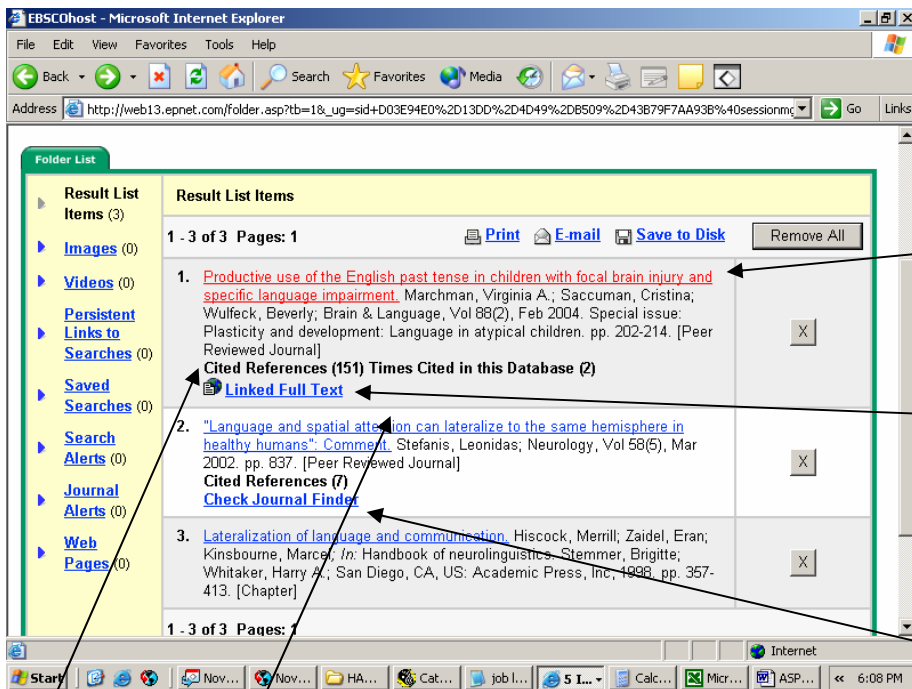 EBSCOhost - Microsoft Internet Explorer
File Edit View Favorites Tools Help
Back Search Favorites Media
Address http://web13.epnet.com/folder.asp?tb=1&_ug=sid+D03E94E0%2D13DD%2D4D49%2DB509%2D43B79F7AA93B%40sessionmg Go Links
Folder List
Result List
Items (3)
Images (0)
Videos (0)
Persistent
Links to
Searches (0)
Saved
Searches (0)
Search
Alerts (0)
Journal
Alerts (0)
Web
Pages (0)
Result List Items
1 - 3 of 3 Pages: 1 Print E-mail Save to Disk Remove All
1. Productive use of the English past tense in children with focal brain injury and
specific language impairment. Marchman, Virginia A.; Saccuman, Cristina;
Wulfeck, Beverly; Brain & Language, Vol 88(2), Feb 2004. Special issue:
Plasticity and development: Language in atypical children. pp. 202-214. [Peer
Reviewed Journal]
Cited References (151) Times Cited in this Database (2)
Linked Full Text
X
2. "Language and spatial attention can lateralize to the same hemisphere in
healthy humans": Comment. Stefanis, Leonidas; Neurology, Vol 58(5), Mar
2002. pp. 837. [Peer Reviewed Journal]
Cited References (7)
Check Journal Finder
X
3. Lateralization of language and communication. Hiscock, Merrill; Zaidel, Eran;
Kinsbourne, Marcel; In: Handbook of neurolinguistics. Stemmer, Brigitte;
Whitaker, Harry A.; San Diego, CA, US: Academic Press, Inc, 1998. pp. 357-
413. [Chapter]
X
1 - 3 of 3 Pages: 1
Internet
Start Nov... Nov... HA... Cat... job l... 5 I... Calc... Micr... ASP... « 6:08 PM